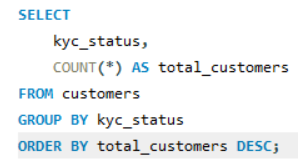 SELECT
    kyc_status,
    COUNT(*) AS total_customers
FROM customers
GROUP BY kyc_status
ORDER BY total_customers DESC;